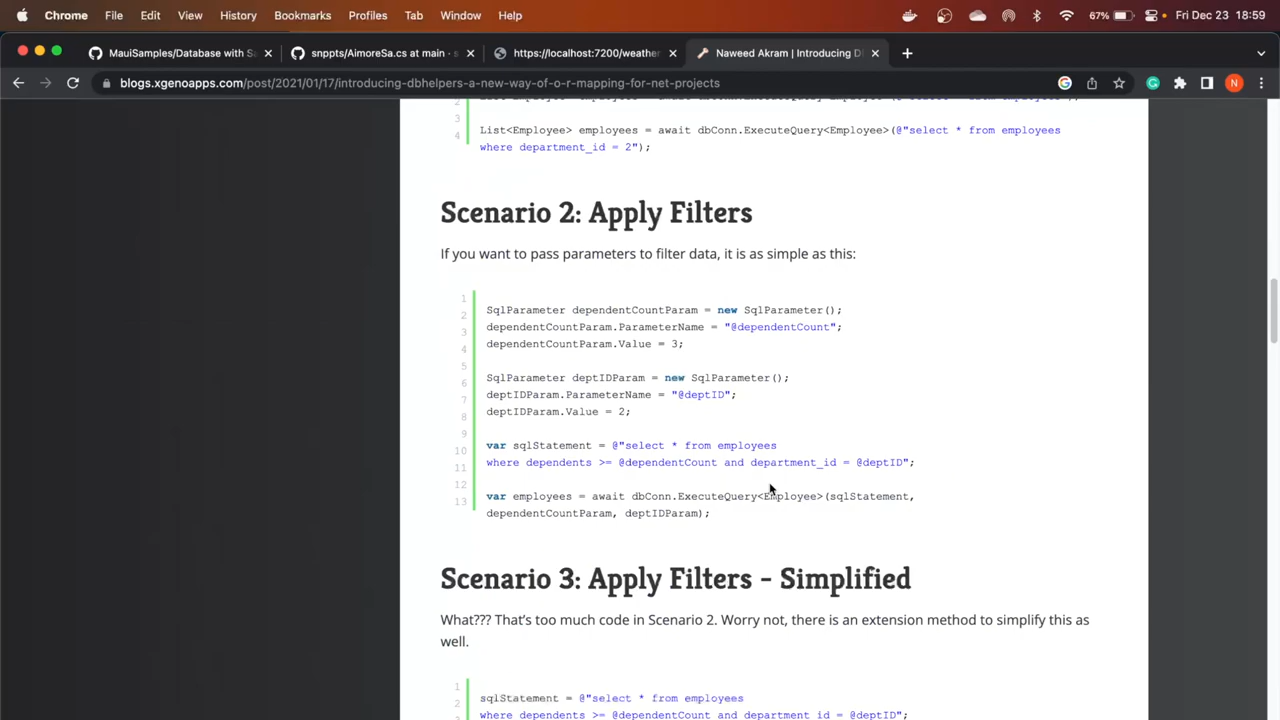 Chrome File Edit View History Bookmarks Profiles Tab Window Help 67% Fri Dec 23 18:59
MauiSamples/Database with S snppts/AimoreSa.cs at main · s https://localhost:7200/weather Naweed Akram | Introducing D
blogs.xgenoapps.com/post/2021/01/17/introducing-dbhelpers-a-new-way-of-o-r-mapping-for-net-projects N
2
3
4 List<Employee> employees = await dbConn.ExecuteQuery<Employee>(@"select * from employees
where department_id = 2");
Scenario 2: Apply Filters
If you want to pass parameters to filter data, it is as simple as this:
1
2 SqlParameter dependentCountParam = new SqlParameter();
3 dependentCountParam.ParameterName = "@dependentCount";
4 dependentCountParam.Value = 3;
5
6 SqlParameter deptIDParam = new SqlParameter();
7 deptIDParam.ParameterName = "@deptID";
8 deptIDParam.Value = 2;
9
10 var sqlStatement = @"select * from employees
11 where dependents >= @dependentCount and department_id = @deptID";
12
13 var employees = await dbConn.ExecuteQuery<Employee>(sqlStatement,
dependentCountParam, deptIDParam);
Scenario 3: Apply Filters - Simplified
What??? That's too much code in Scenario 2. Worry not, there is an extension method to simplify this as
well.
1
2 sqlStatement = @"select * from employees
3 where dependents >= @dependentCount and department_id = @deptID";